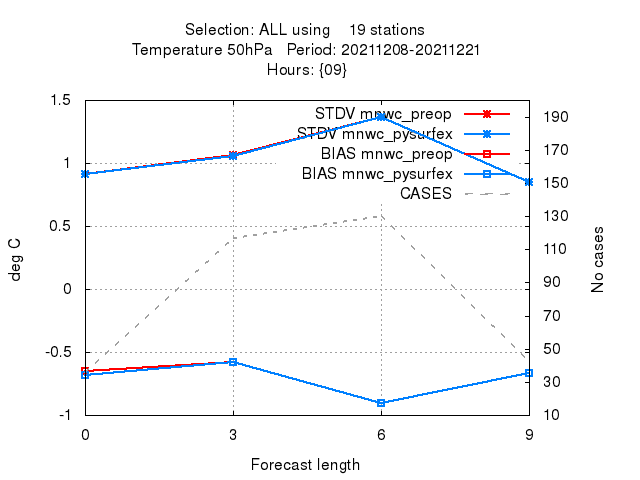 Selection: ALL using 19 stations
Temperature 50hPa Period: 20211208-20211221
Hours: {09}
STDV mnwc_preop
STDV mnwc_pysurfex
BIAS mnwc_preop
BIAS mnwc_pysurfex
CASES
1.5
1
0.5
0
-0.5
-1
deg C
190
170
150
130
110
90
70
50
30
10
No cases
0 3 6 9
Forecast length